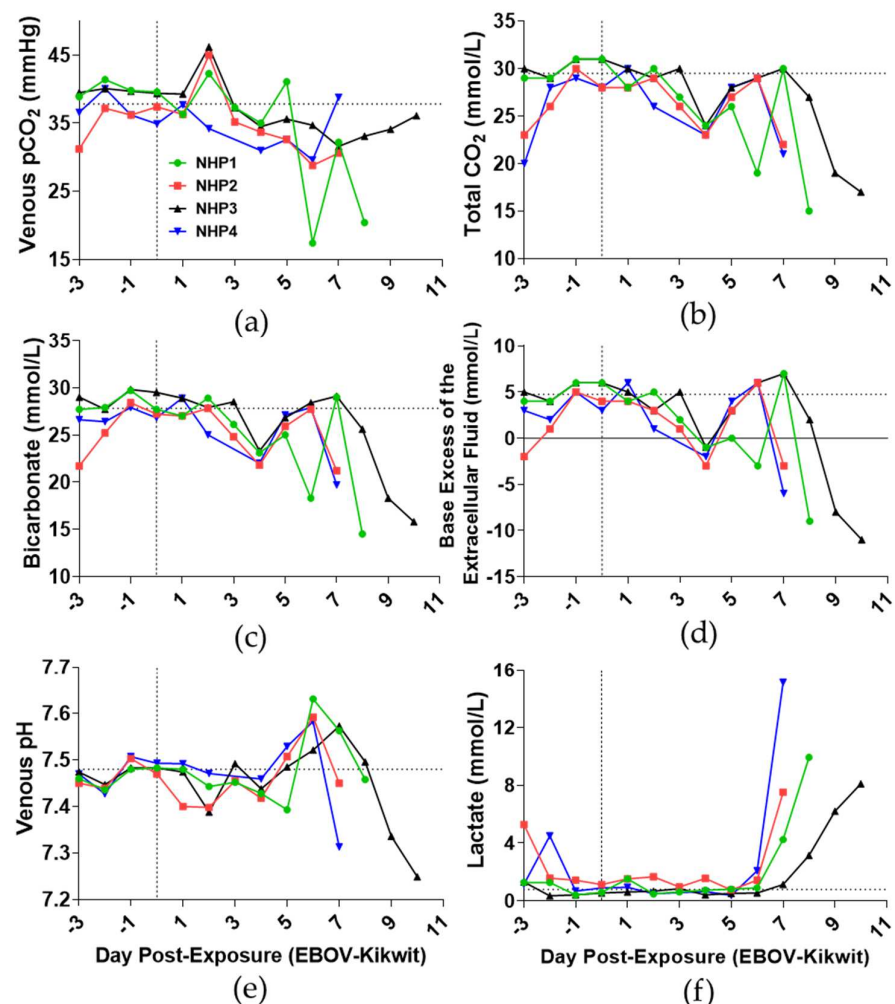 Venous pCO2 (mmHg)
45
35
25
15
-3 -1 1 3 5 7 9 11
NHP1
NHP2
NHP3
NHP4
(a)
Total CO2 (mmol/L)
35
30
25
20
15
10
-3 -1 1 3 5 7 9 11
(b)
Bicarbonate (mmol/L)
35
30
25
20
15
10
-3 -1 1 3 5 7 9 11
(c)
Base Excess of the
Extracellular Fluid (mmol/L)
10
5
0
-5
-10
-15
-3 -1 1 3 5 7 9 11
(d)
Venous pH
7.7
7.6
7.5
7.4
7.3
7.2
-3 -1 1 3 5 7 9 11
Day Post-Exposure (EBOV-Kikwit)
(e)
Lactate (mmol/L)
16
12
8
4
0
-3 -1 1 3 5 7 9 11
Day Post-Exposure (EBOV-Kikwit)
(f)